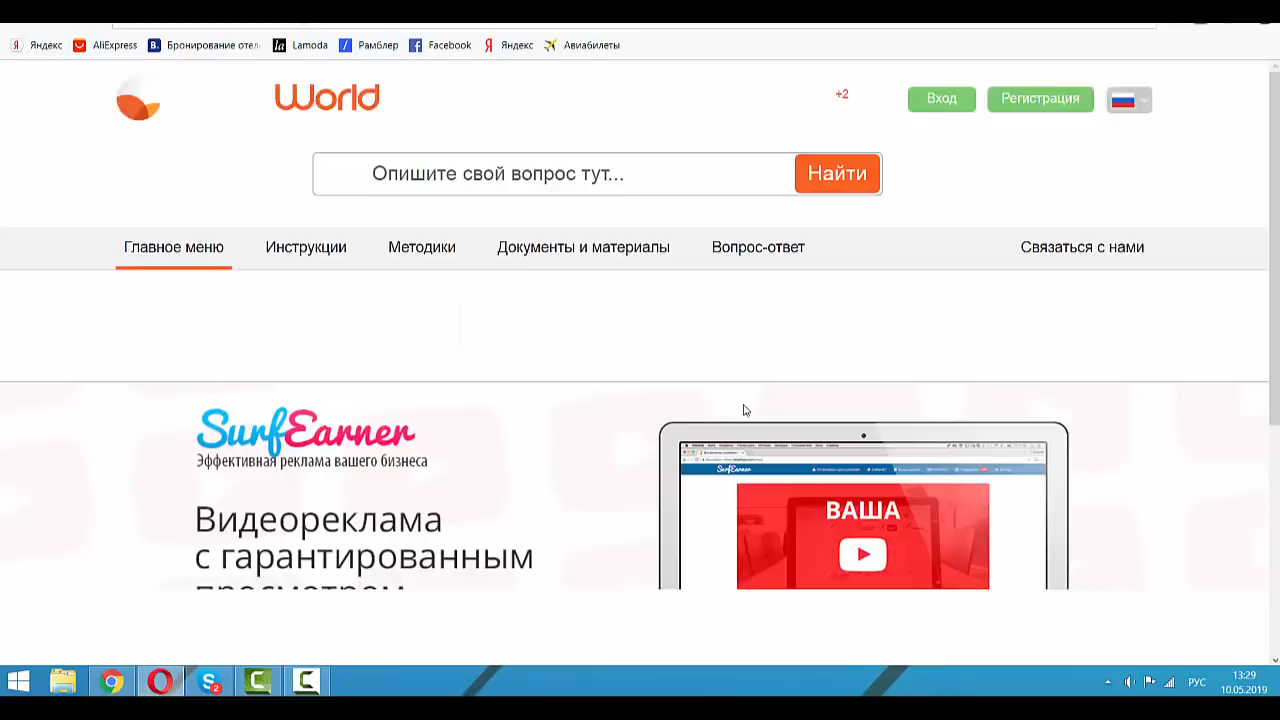 Яндекс AliExpress Бронирование отел Lamoda Рамблер Facebook Яндекс Авиабилеты
World +2 Вход Регистрация
Опишите свой вопрос тут... Найти
Главное меню Инструкции Методики Документы и материалы Вопрос-ответ Связаться с нами
SurfEarner
Эффективная реклама вашего бизнеса
SurfEarner
ВАША
Видеореклама
с гарантированным
просмотром
РУС 13:29
10.05.2019